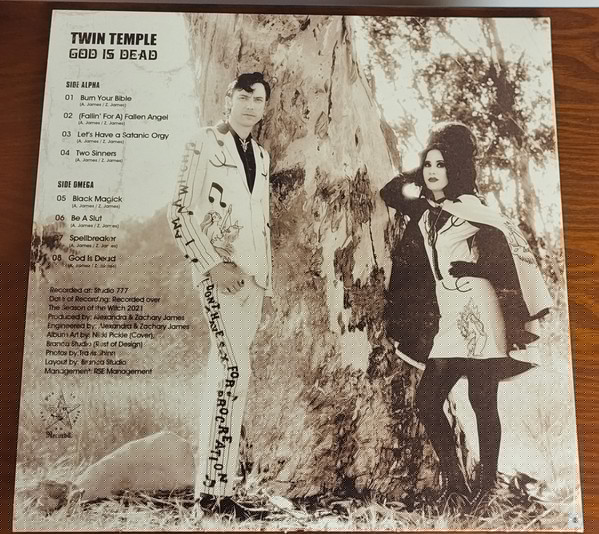 TWIN TEMPLE
GOD IS DEAD
SIDE ALPHA
01 Burn Your Bible
(A. James / Z. James)
02 (Fallin' For A) Fallen Angel
(A. James / Z. James)
03 Let's Have a Satanic Orgy
(A. James / Z. James)
04 Two Sinners
(A. James / Z. James)
SIDE OMEGA
05 Black Magick
(A. James / Z. James)
06 Be A Slut
(A. James / Z. James)
07 Spellbreaker
(A. James / Z. James)
08 God Is Dead
(A. James / Z. James)
Recorded at: Studio 777
Date of Recording: Recorded over
The Season of the Witch 2021
Produced by: Alexandra & Zachary James
Engineered by: Alexandra & Zachary James
Album Art by: Nikki Pickle (Cover),
Branca Studio (Rest of Design)
Photos by: Travis Shinn
Layout by: Branca Studio
Management: RSE Management
Records
I DON'T HAVE SEX FOR PROCREATION